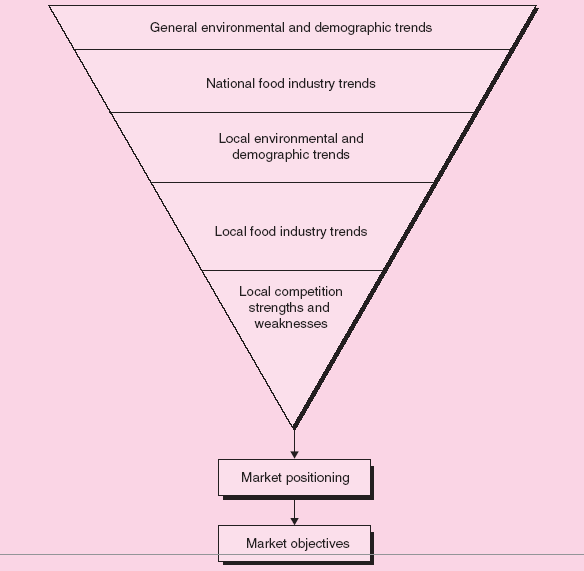 General environmental and demographic trends
National food industry trends
Local environmental and
demographic trends
Local food industry trends
Local competition
strengths and
weaknesses
Market positioning
Market objectives